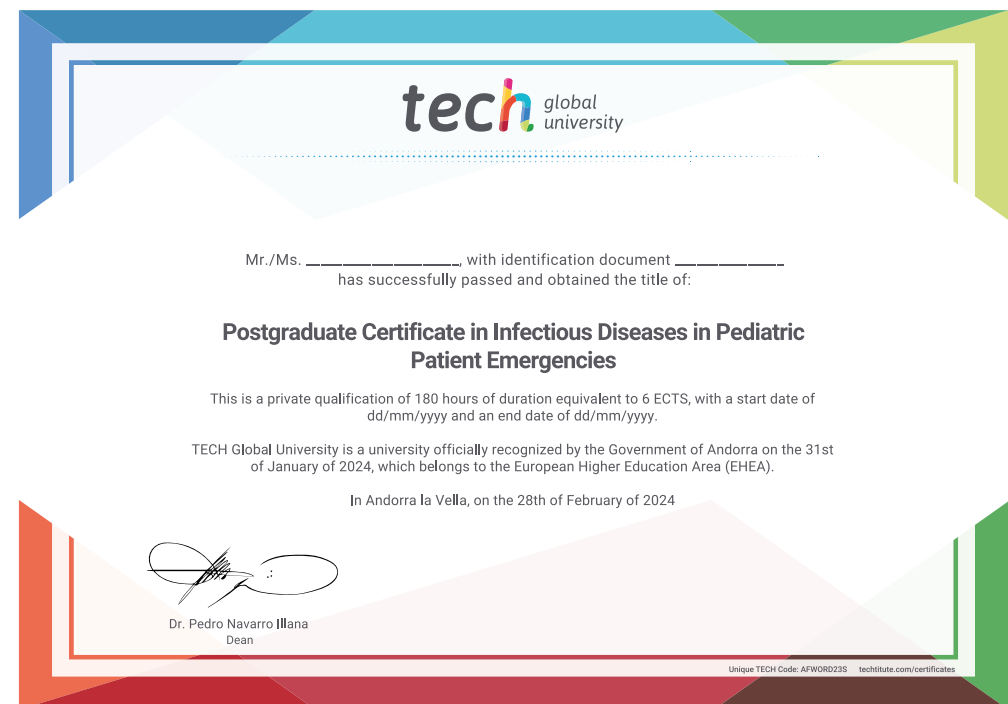 tech global
university
Mr./Ms. ____________________, with identification document ______________
has successfully passed and obtained the title of:
Postgraduate Certificate in Infectious Diseases in Pediatric
Patient Emergencies
This is a private qualification of 180 hours of duration equivalent to 6 ECTS, with a start date of
dd/mm/yyyy and an end date of dd/mm/yyyy.
TECH Global University is a university officially recognized by the Government of Andorra on the 31st
of January of 2024, which belongs to the European Higher Education Area (EHEA).
In Andorra la Vella, on the 28th of February of 2024
Dr. Pedro Navarro Illana
Dean
Unique TECH Code: AFWORD23S techtitute.com/certificates